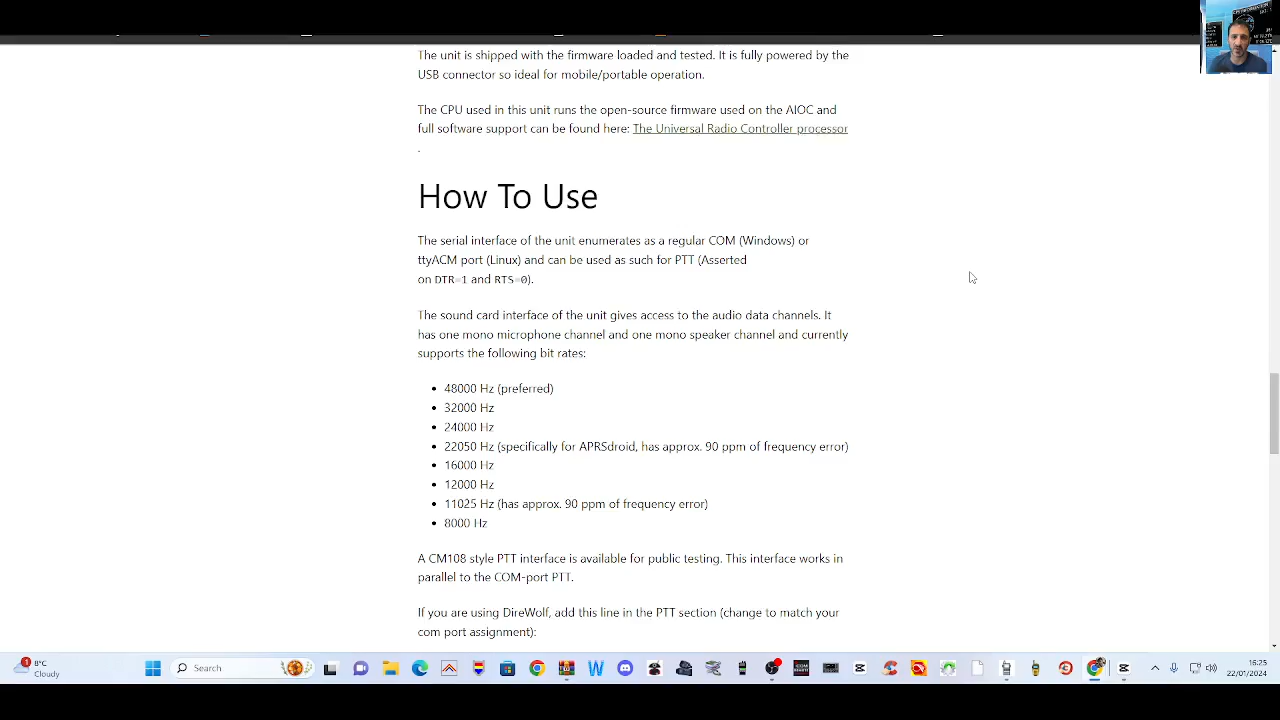 The unit is shipped with the firmware loaded and tested. It is fully powered by the
USB connector so ideal for mobile/portable operation.
The CPU used in this unit runs the open-source firmware used on the AIOC and
full software support can be found here: The Universal Radio Controller processor
.
How To Use
The serial interface of the unit enumerates as a regular COM (Windows) or
ttyACM port (Linux) and can be used as such for PTT (Asserted
on DTR=1 and RTS=0).
The sound card interface of the unit gives access to the audio data channels. It
has one mono microphone channel and one mono speaker channel and currently
supports the following bit rates:
• 48000 Hz (preferred)
• 32000 Hz
• 24000 Hz
• 22050 Hz (specifically for APRSdroid, has approx. 90 ppm of frequency error)
• 16000 Hz
• 12000 Hz
• 11025 Hz (has approx. 90 ppm of frequency error)
• 8000 Hz
A CM108 style PTT interface is available for public testing. This interface works in
parallel to the COM-port PTT.
If you are using DireWolf, add this line in the PTT section (change to match your
com port assignment):
1
8°C
Cloudy
Search
16:25
22/01/2024